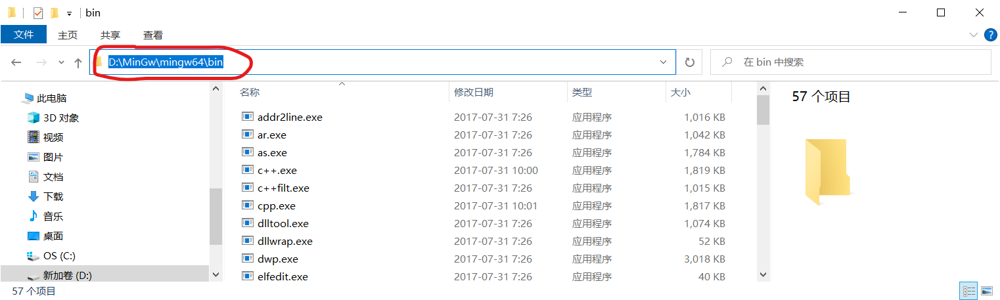 bin
文件 主页 共享 查看
D:\MinGw\mingw64\bin 在 bin 中搜索
此电脑
3D 对象
视频
图片
文档
下载
音乐
桌面
OS (C:)
新加卷 (D:)
名称 修改日期 类型 大小
addr2line.exe 2017-07-31 7:26 应用程序 1,016 KB
ar.exe 2017-07-31 7:26 应用程序 1,042 KB
as.exe 2017-07-31 7:26 应用程序 1,784 KB
c++.exe 2017-07-31 10:00 应用程序 1,819 KB
c++filt.exe 2017-07-31 7:26 应用程序 1,015 KB
cpp.exe 2017-07-31 10:01 应用程序 1,817 KB
dlltool.exe 2017-07-31 7:26 应用程序 1,074 KB
dllwrap.exe 2017-07-31 7:26 应用程序 52 KB
dwp.exe 2017-07-31 7:26 应用程序 3,018 KB
elfedit.exe 2017-07-31 7:26 应用程序 40 KB
57 个项目
57 个项目